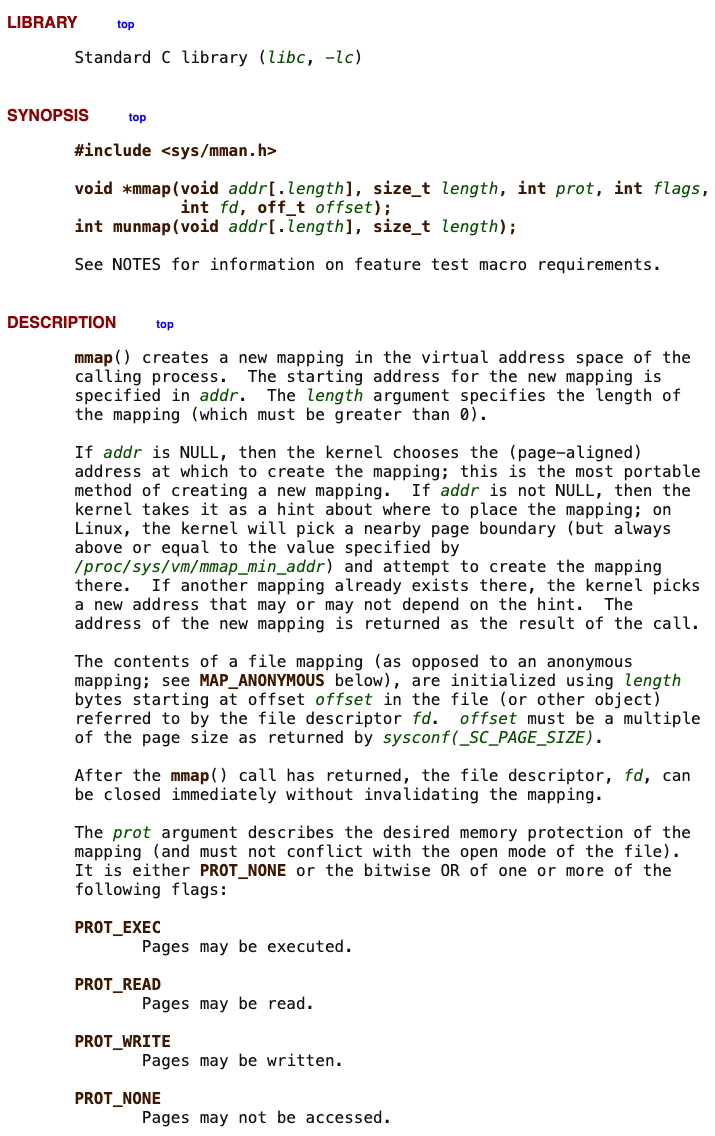 LIBRARY top
Standard C library (libc, -lc)
SYNOPSIS top
#include <sys/mman.h>
void *mmap(void addr[.length], size_t length, int prot, int flags,
int fd, off_t offset);
int munmap(void addr[.length], size_t length);
See NOTES for information on feature test macro requirements.
DESCRIPTION top
mmap() creates a new mapping in the virtual address space of the
calling process.  The starting address for the new mapping is
specified in addr.  The length argument specifies the length of
the mapping (which must be greater than 0).
If addr is NULL, then the kernel chooses the (page-aligned)
address at which to create the mapping; this is the most portable
method of creating a new mapping.  If addr is not NULL, then the
kernel takes it as a hint about where to place the mapping; on
Linux, the kernel will pick a nearby page boundary (but always
above or equal to the value specified by
/proc/sys/vm/mmap_min_addr) and attempt to create the mapping
there.  If another mapping already exists there, the kernel picks
a new address that may or may not depend on the hint.  The
address of the new mapping is returned as the result of the call.
The contents of a file mapping (as opposed to an anonymous
mapping; see MAP_ANONYMOUS below), are initialized using length
bytes starting at offset offset in the file (or other object)
referred to by the file descriptor fd.  offset must be a multiple
of the page size as returned by sysconf(_SC_PAGE_SIZE).
After the mmap() call has returned, the file descriptor, fd, can
be closed immediately without invalidating the mapping.
The prot argument describes the desired memory protection of the
mapping (and must not conflict with the open mode of the file).
It is either PROT_NONE or the bitwise OR of one or more of the
following flags:
PROT_EXEC
Pages may be executed.
PROT_READ
Pages may be read.
PROT_WRITE
Pages may be written.
PROT_NONE
Pages may not be accessed.